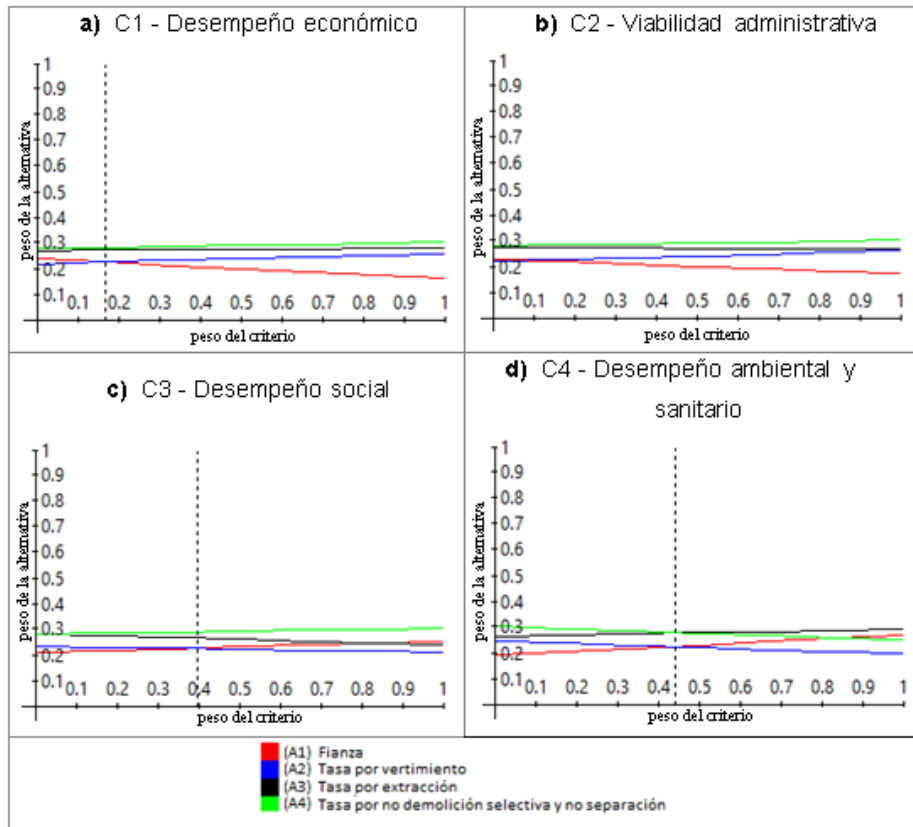 a) C1 - Desempeño económico
peso de la alternativa
1
0.9
0.8
0.7
0.6
0.5
0.4
0.3
0.2
0.1
0.1 0.2 0.3 0.4 0.5 0.6 0.7 0.8 0.9 1
peso del criterio
b) C2 - Viabilidad administrativa
peso de la alternativa
1
0.9
0.8
0.7
0.6
0.5
0.4
0.3
0.2
0.1
0.1 0.2 0.3 0.4 0.5 0.6 0.7 0.8 0.9 1
peso del criterio
c) C3 - Desempeño social
peso de la alternativa
1
0.9
0.8
0.7
0.6
0.5
0.4
0.3
0.2
0.1
0.1 0.2 0.3 0.4 0.5 0.6 0.7 0.8 0.9 1
peso del criterio
d) C4 - Desempeño ambiental y
sanitario
peso de la alternativa
1
0.9
0.8
0.7
0.6
0.5
0.4
0.3
0.2
0.1
0.1 0.2 0.3 0.4 0.5 0.6 0.7 0.8 0.9 1
peso del criterio
(A1) Fianza
(A2) Tasa por vertimiento
(A3) Tasa por extracción
(A4) Tasa por no demolición selectiva y no separación